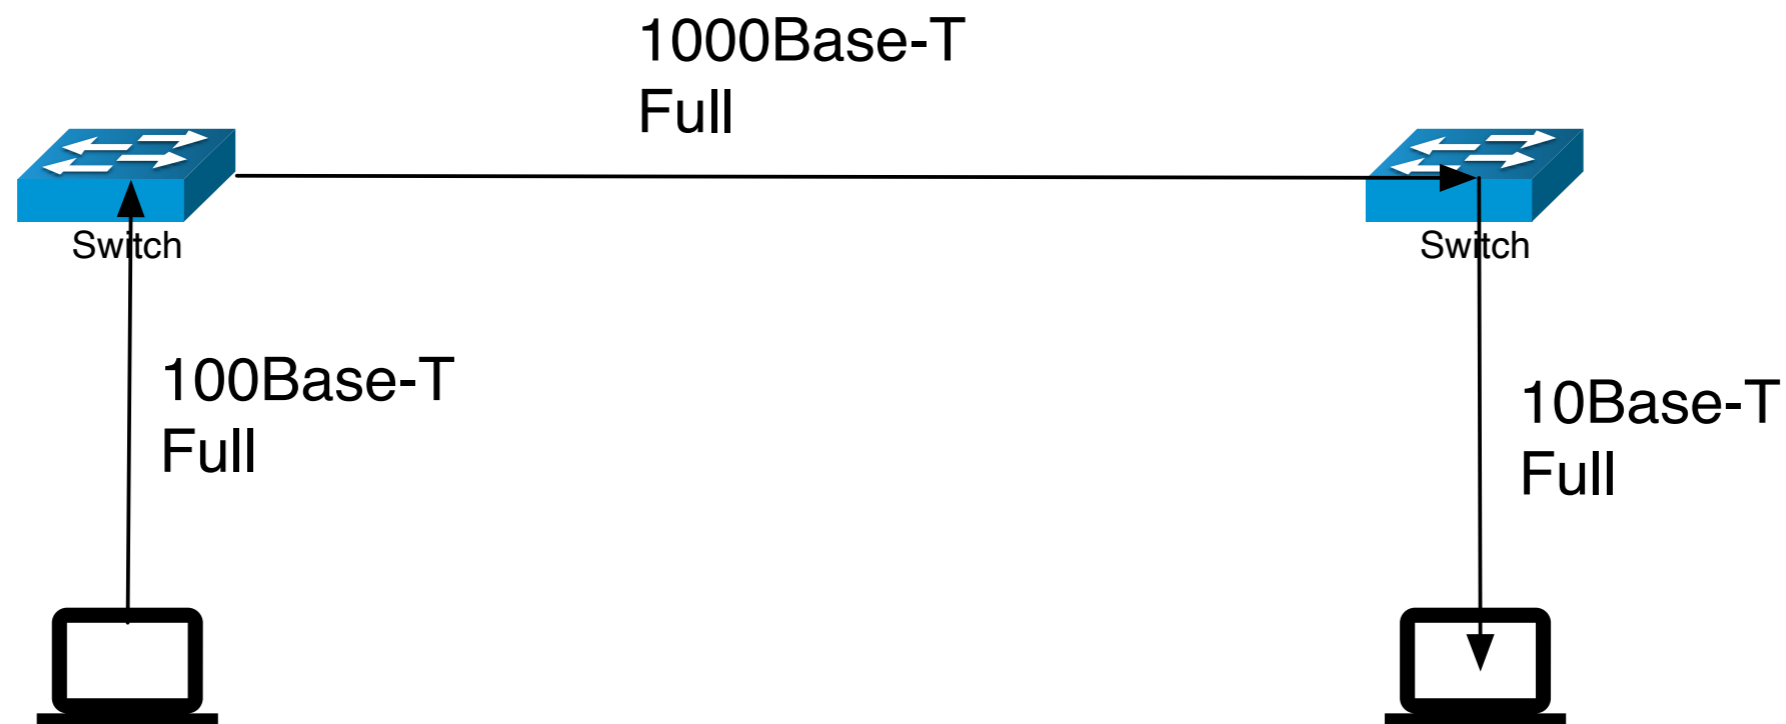 1000Base-T
Full
Switch
Switch
100Base-T
Full
10Base-T
Full